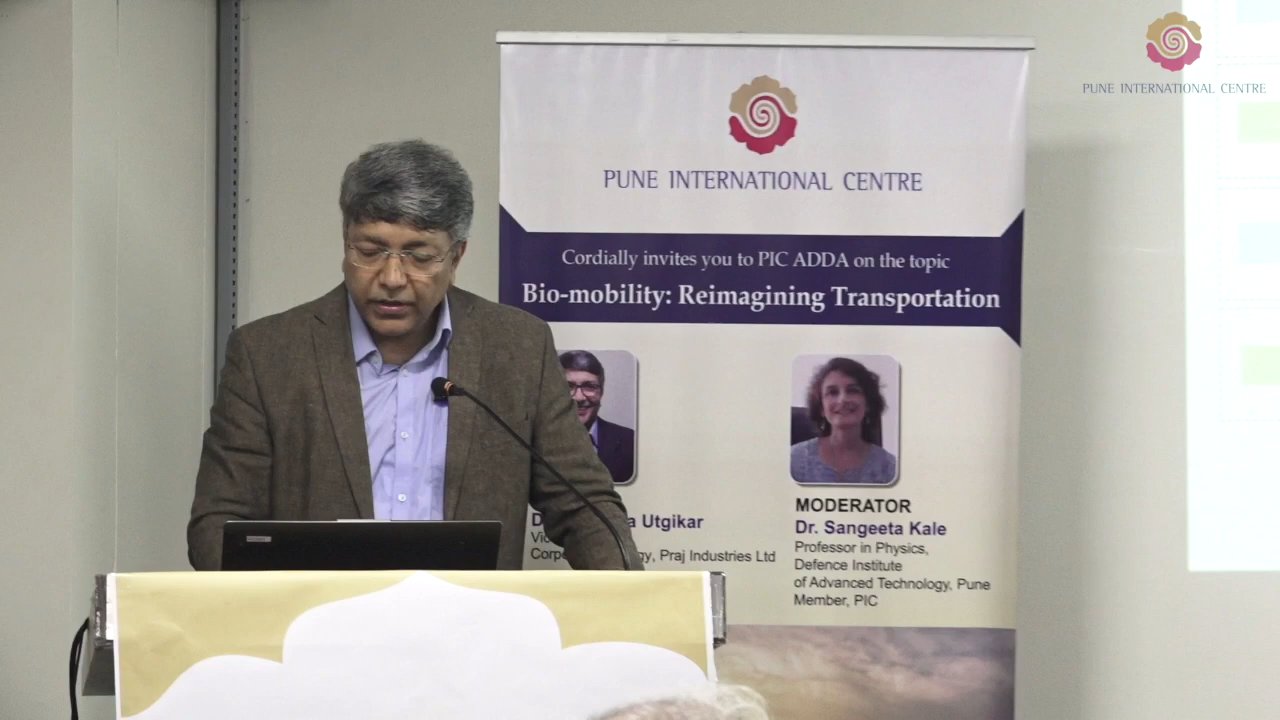 PUNE INTERNATIONAL CENTRE
PUNE INTERNATIONAL CENTRE
Cordially invites you to PIC ADDA on the topic
Bio-mobility: Reimagining Transportation
Utgikar
Praj Industries Ltd
MODERATOR
Dr. Sangeeta Kale
Professor in Physics,
Defence Institute
of Advanced Technology, Pune
Member, PIC